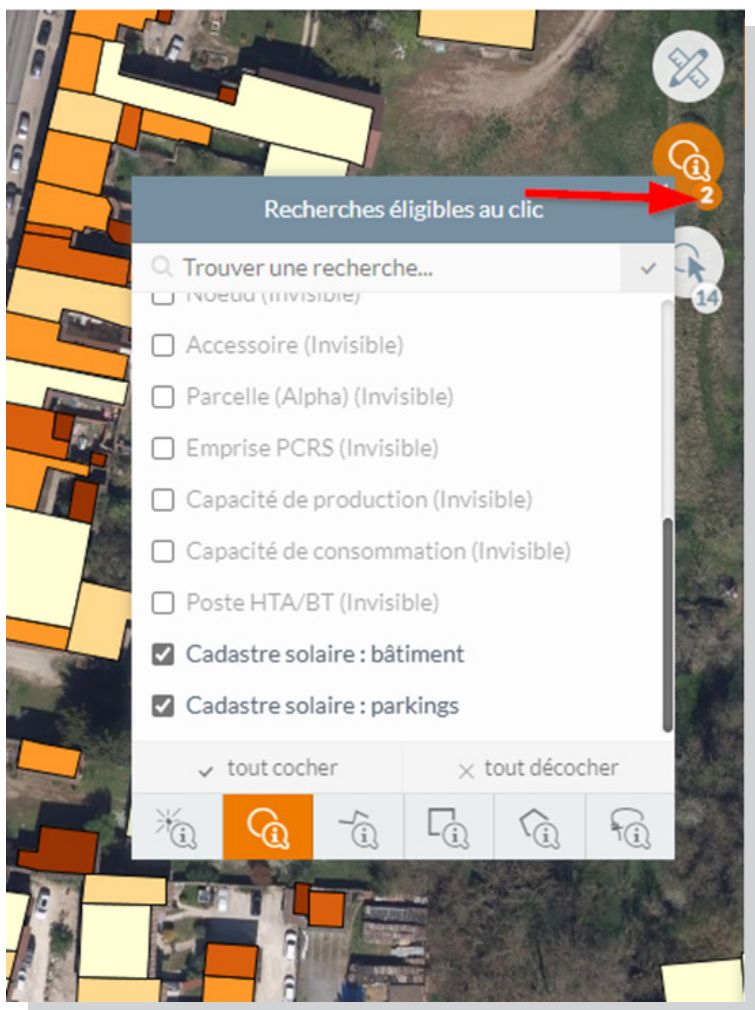 2
Recherches éligibles au clic
Trouver une recherche...
14
Noeud (Invisible)
Accessoire (Invisible)
Parcelle (Alpha) (Invisible)
Emprise PCRS (Invisible)
Capacité de production (Invisible)
Capacité de consommation (Invisible)
Poste HTA/BT (Invisible)
Cadastre solaire : bâtiment
Cadastre solaire : parkings
tout cocher
tout décocher